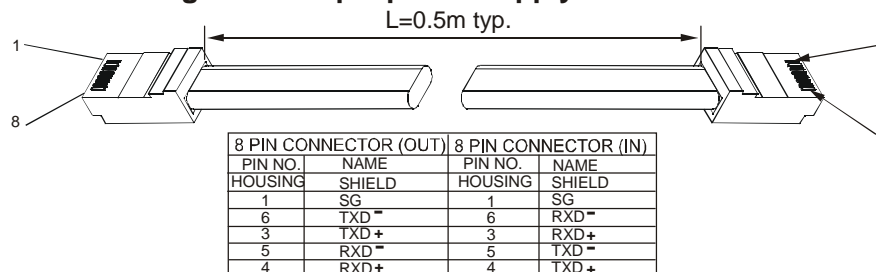 L=0.5m typ.
1
8
8 PIN CONNECTOR (OUT) 8 PIN CONNECTOR (IN)
PIN NO. NAME PIN NO. NAME
HOUSING SHIELD HOUSING SHIELD
1 SG 1 SG
6 TXD- 6 RXD-
3 TXD+ 3 RXD+
5 RXD- 5 TXD-
4 RXD+ 4 TXD+